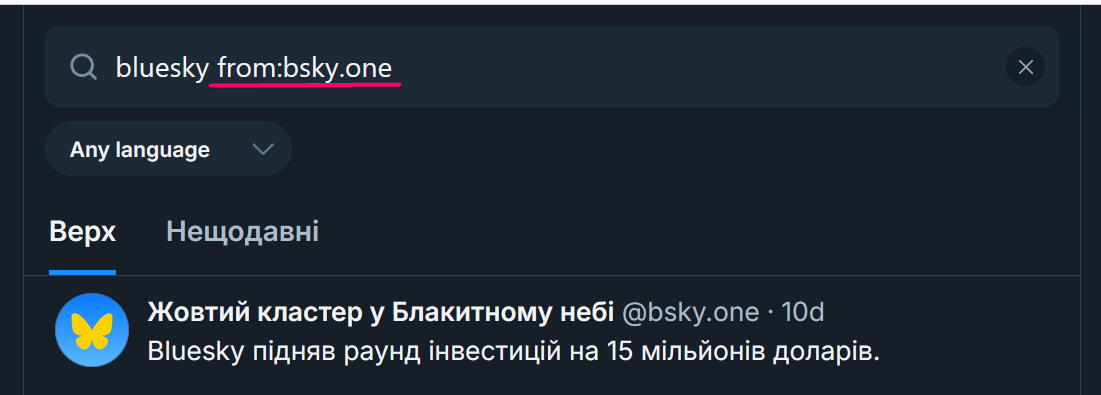 bluesky from:bsky.one
Any language
Верх Нещодавні
Жовтий кластер у Блакитному небі @bsky.one · 10d
Bluesky підняв раунд інвестицій на 15 мільйонів доларів.